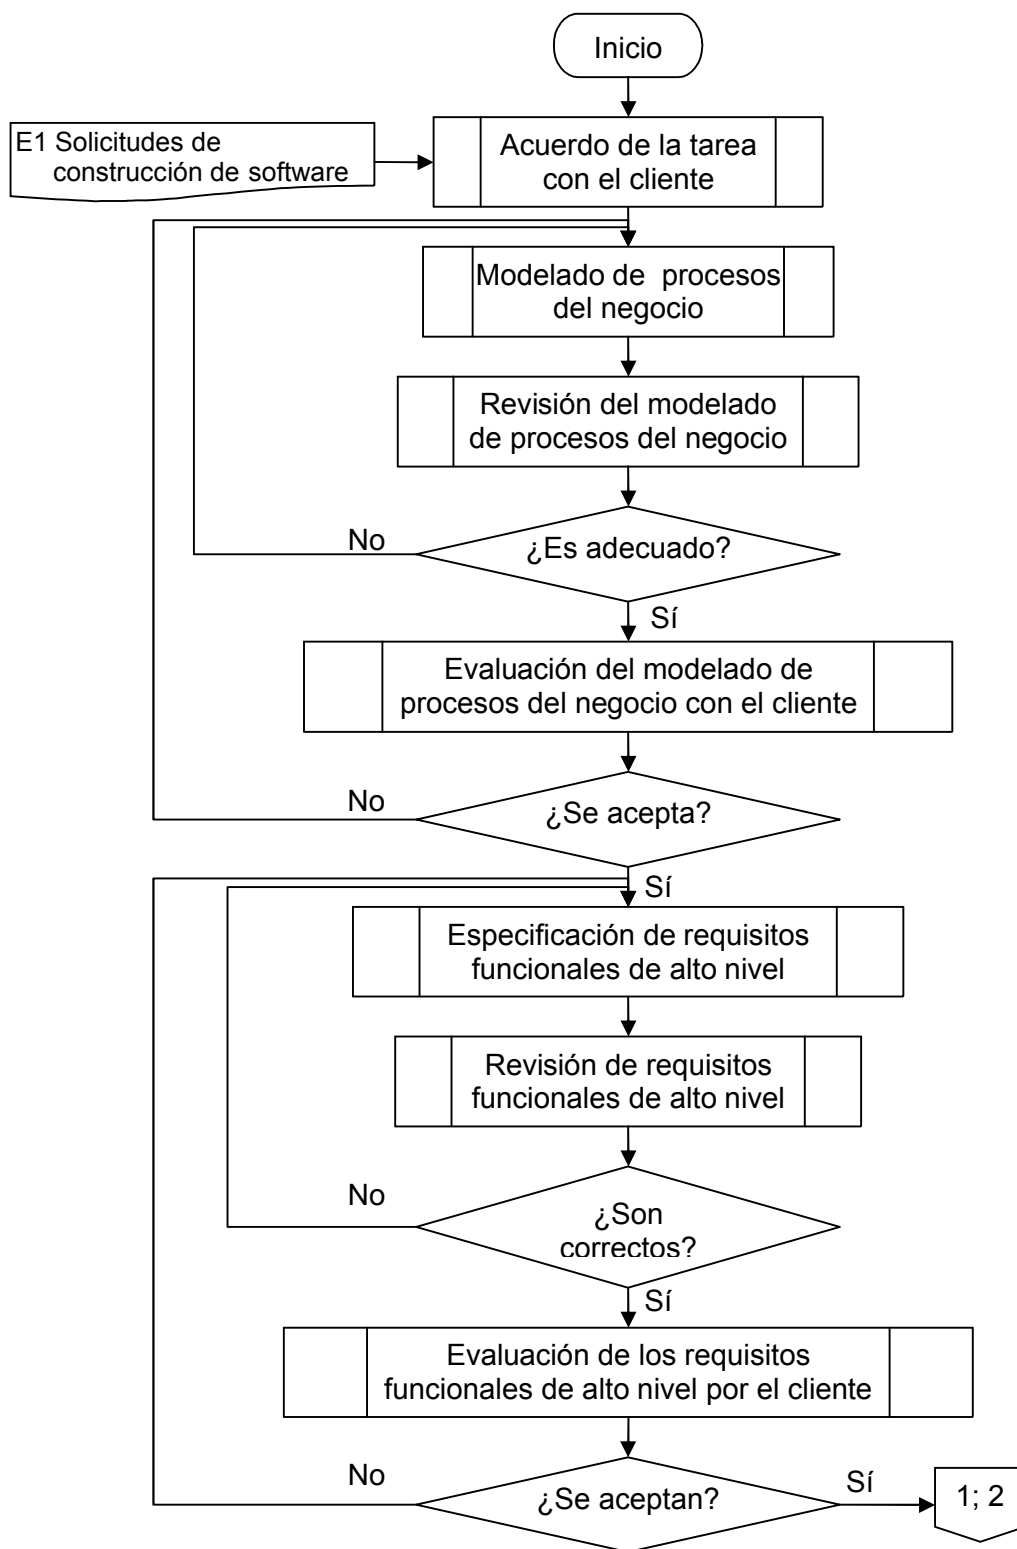 Inicio
E1 Solicitudes de
construcción de software
Acuerdo de la tarea
con el cliente
Modelado de procesos
del negocio
Revisión del modelado
de procesos del negocio
No
¿Es adecuado?
Sí
Evaluación del modelado de
procesos del negocio con el cliente
No
¿Se acepta?
Sí
Especificación de requisitos
funcionales de alto nivel
Revisión de requisitos
funcionales de alto nivel
No
¿Son
correctos?
Sí
Evaluación de los requisitos
funcionales de alto nivel por el cliente
No
¿Se aceptan?
Sí
1; 2